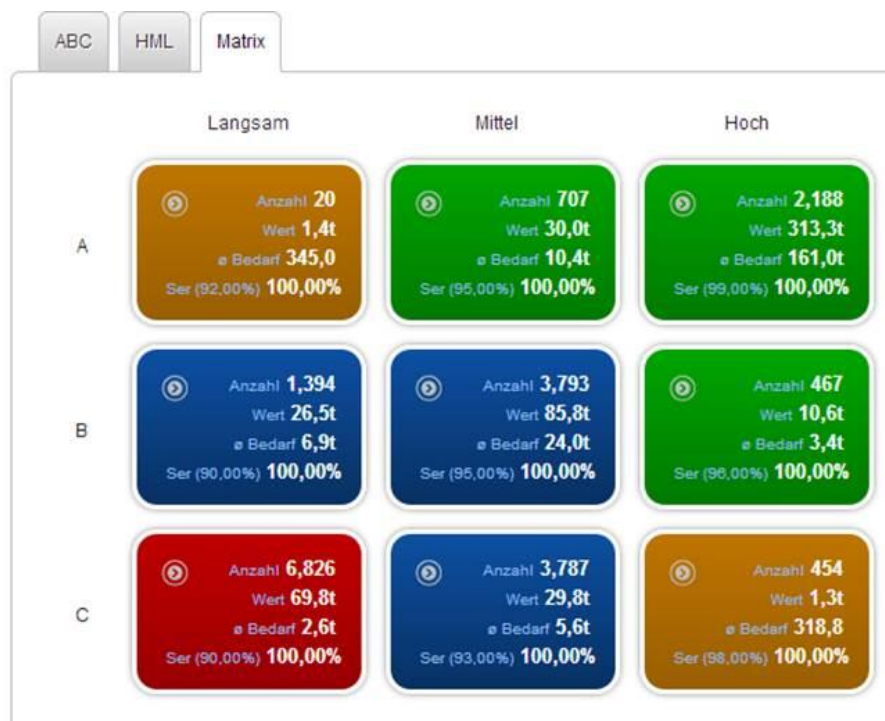 ABC HML Matrix
Langsam Mittel Hoch
A
Anzahl 20
Wert 1,4t
ø Bedarf 345,0
Ser (92,00%) 100,00%
Anzahl 707
Wert 30,0t
ø Bedarf 10,4t
Ser (95,00%) 100,00%
Anzahl 2,188
Wert 313,3t
ø Bedarf 161,0t
Ser (99,00%) 100,00%
B
Anzahl 1,394
Wert 26,5t
ø Bedarf 6,9t
Ser (90,00%) 100,00%
Anzahl 3,793
Wert 85,8t
ø Bedarf 24,0t
Ser (95,00%) 100,00%
Anzahl 467
Wert 10,6t
ø Bedarf 3,4t
Ser (96,00%) 100,00%
C
Anzahl 6,826
Wert 69,8t
ø Bedarf 2,6t
Ser (90,00%) 100,00%
Anzahl 3,787
Wert 29,8t
ø Bedarf 5,6t
Ser (93,00%) 100,00%
Anzahl 454
Wert 1,3t
ø Bedarf 318,8
Ser (98,00%) 100,00%